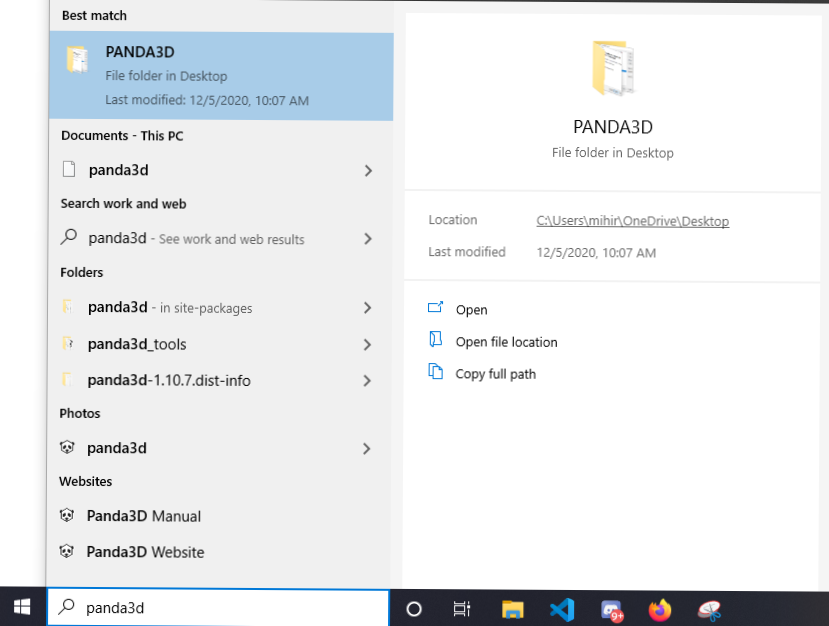 Best match
PANDA3D
File folder in Desktop
Last modified: 12/5/2020, 10:07 AM
Documents - This PC
panda3d
Search work and web
panda3d - See work and web results
Folders
panda3d - in site-packages
panda3d_tools
panda3d-1.10.7.dist-info
Photos
panda3d
Websites
Panda3D Manual
Panda3D Website
PANDA3D
File folder in Desktop
Location C:\Users\mihir\OneDrive\Desktop
Last modified 12/5/2020, 10:07 AM
Open
Open file location
Copy full path
panda3d
9+